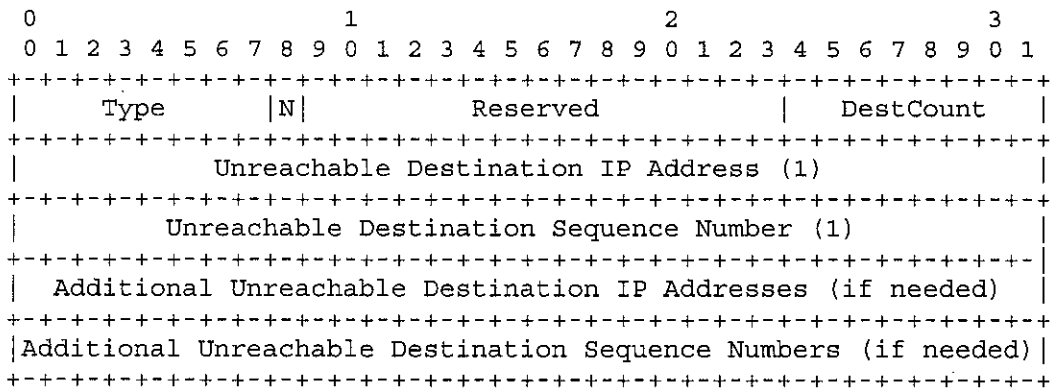 0                   1                   2                   3
 0 1 2 3 4 5 6 7 8 9 0 1 2 3 4 5 6 7 8 9 0 1 2 3 4 5 6 7 8 9 0 1
+-+-+-+-+-+-+-+-+-+-+-+-+-+-+-+-+-+-+-+-+-+-+-+-+-+-+-+-+-+-+-+-+
|     Type      |N|          Reserved           |   DestCount   |
+-+-+-+-+-+-+-+-+-+-+-+-+-+-+-+-+-+-+-+-+-+-+-+-+-+-+-+-+-+-+-+-+
|            Unreachable Destination IP Address (1)             |
+-+-+-+-+-+-+-+-+-+-+-+-+-+-+-+-+-+-+-+-+-+-+-+-+-+-+-+-+-+-+-+-+
|         Unreachable Destination Sequence Number (1)           |
+-+-+-+-+-+-+-+-+-+-+-+-+-+-+-+-+-+-+-+-+-+-+-+-+-+-+-+-+-+-+-+-|
|  Additional Unreachable Destination IP Addresses (if needed)  |
+-+-+-+-+-+-+-+-+-+-+-+-+-+-+-+-+-+-+-+-+-+-+-+-+-+-+-+-+-+-+-+-+
|Additional Unreachable Destination Sequence Numbers (if needed)|
+-+-+-+-+-+-+-+-+-+-+-+-+-+-+-+-+-+-+-+-+-+-+-+-+-+-+-+-+-+-+-+-+